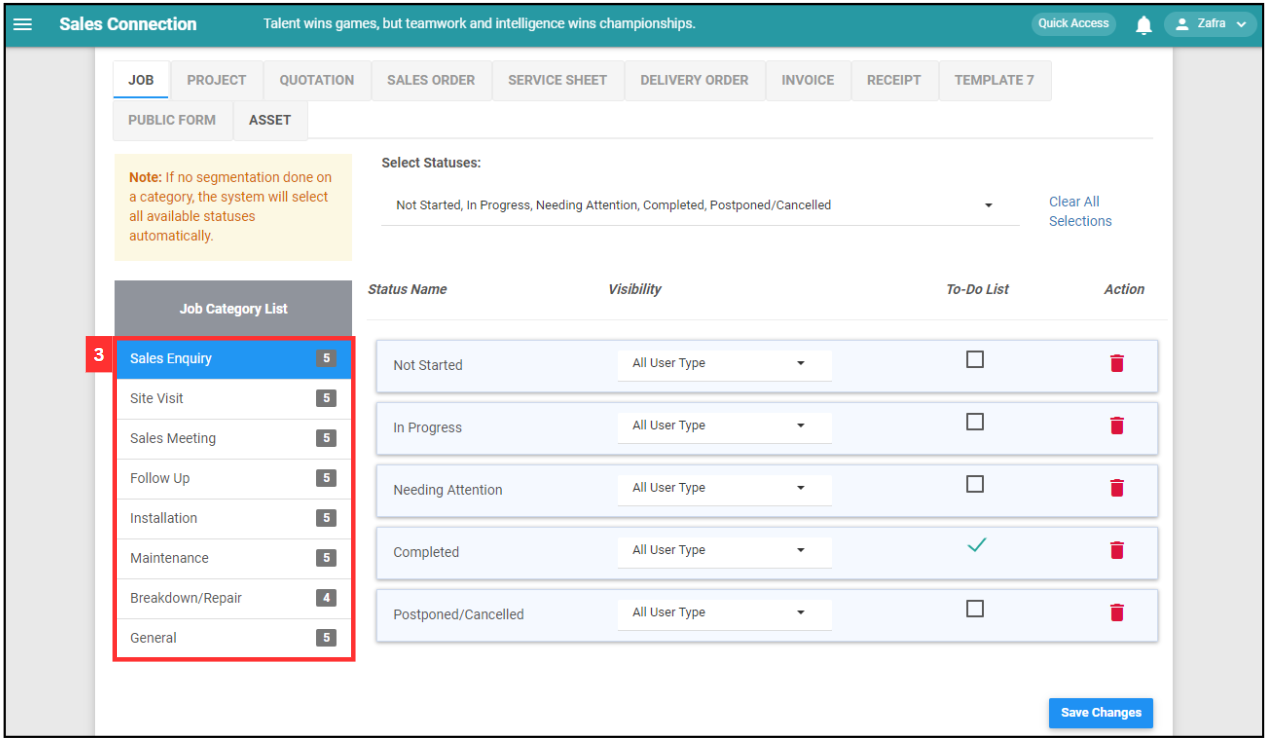 Sales Connection Talent wins games, but teamwork and intelligence wins championships. Quick Access Zafra
JOB PROJECT QUOTATION SALES ORDER SERVICE SHEET DELIVERY ORDER INVOICE RECEIPT TEMPLATE 7
PUBLIC FORM ASSET
Note: If no segmentation done on
a category, the system will select
all available statuses
automatically.
Select Statuses:
Not Started, In Progress, Needing Attention, Completed, Postponed/Cancelled
Clear All
Selections
Job Category List
3
Sales Enquiry 5
Site Visit 5
Sales Meeting 5
Follow Up 5
Installation 5
Maintenance 5
Breakdown/Repair 4
General 5
Status Name Visibility To-Do List Action
Not Started All User Type
In Progress All User Type
Needing Attention All User Type
Completed All User Type
Postponed/Cancelled All User Type
Save Changes